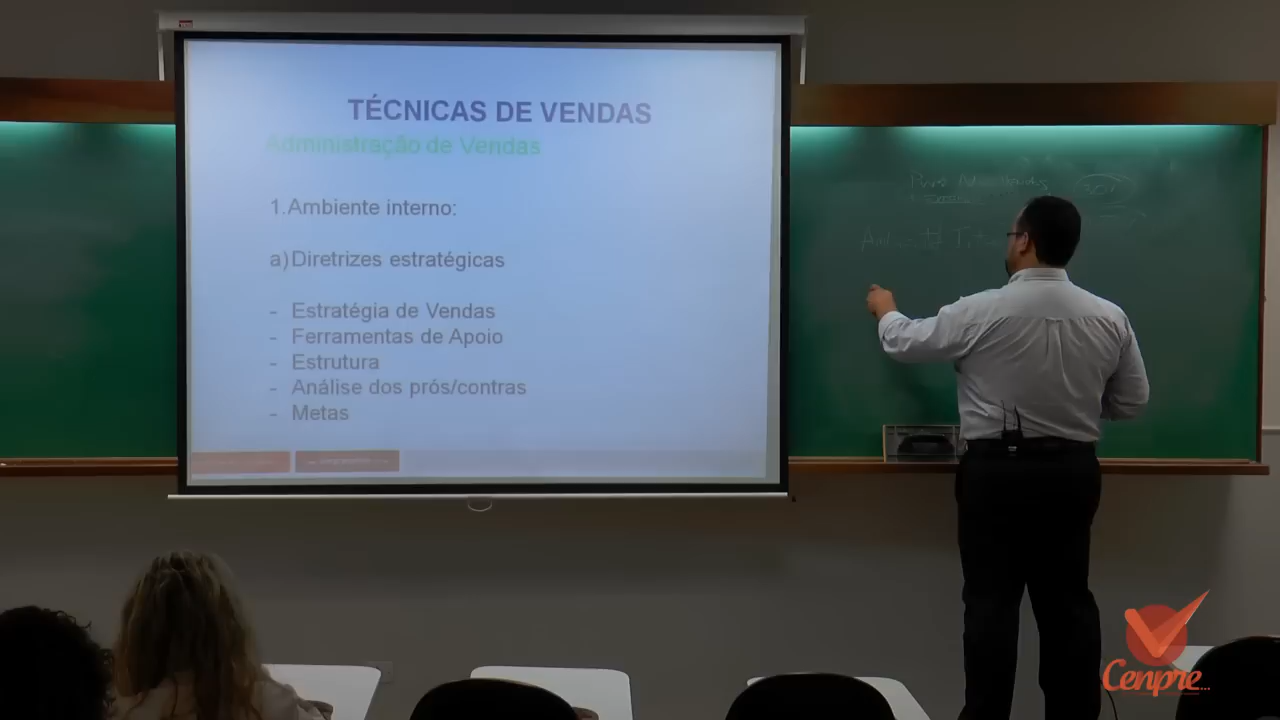 TÉCNICAS DE VENDAS
Administração de Vendas
1.Ambiente interno:
a)Diretrizes estratégicas
- Estratégia de Vendas
- Ferramentas de Apoio
- Estrutura
- Análise dos prós/contras
- Metas
Cenpre...